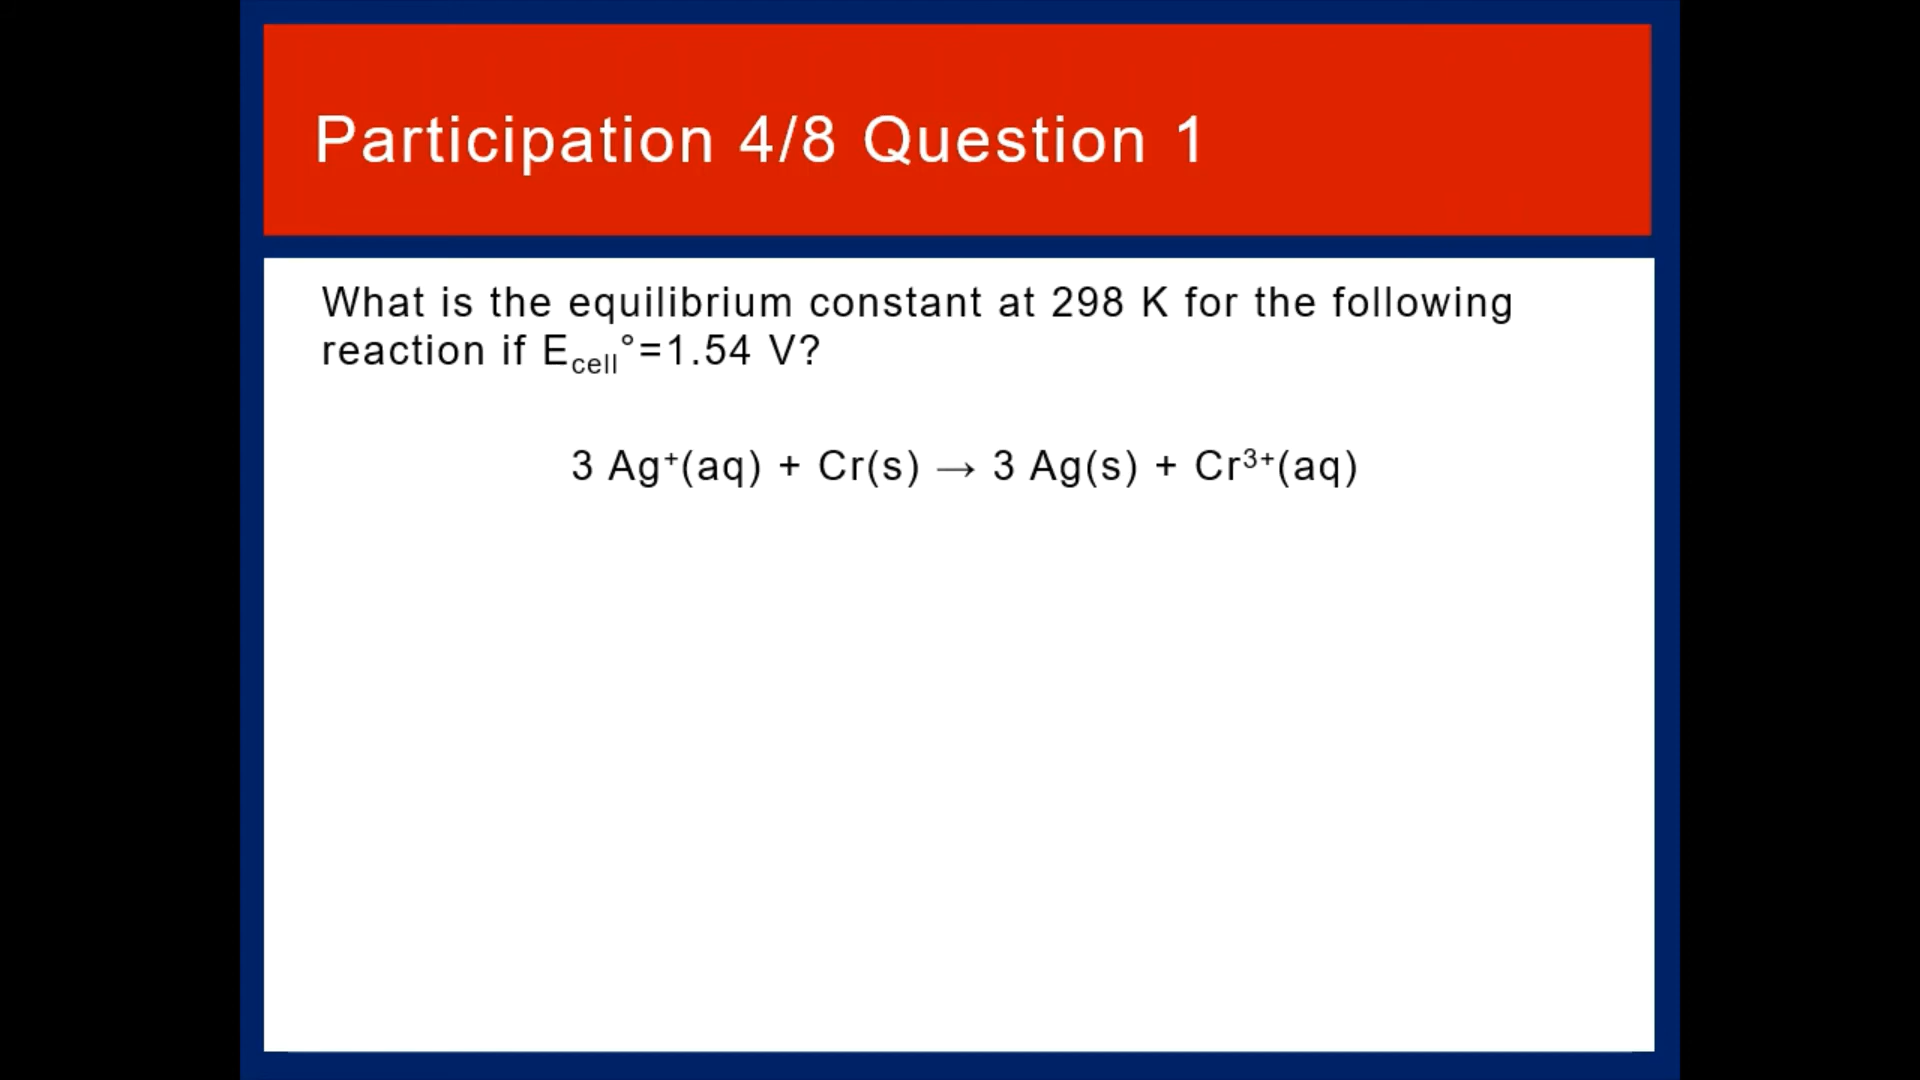 Participation 4/8 Question 1
What is the equilibrium constant at 298 K for the following
reaction if E_cell°=1.54 V?
3 Ag⁺(aq) + Cr(s) → 3 Ag(s) + Cr³⁺(aq)